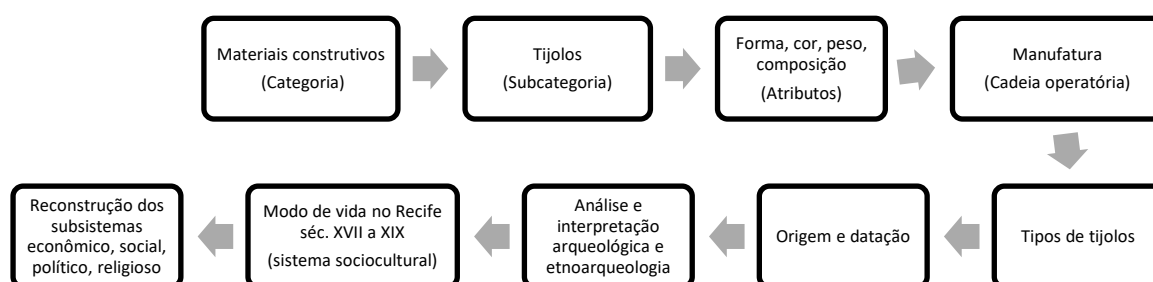 Materiais construtivos
(Categoria)
Tijolos
(Subcategoria)
Forma, cor, peso,
composição
(Atributos)
Manufatura
(Cadeia operatória)
Tipos de tijolos
Origem e datação
Análise e
interpretação
arqueológica e
etnoarqueologia
Modo de vida no Recife
séc. XVII a XIX
(sistema sociocultural)
Reconstrução dos
subsistemas
econômico, social,
político, religioso